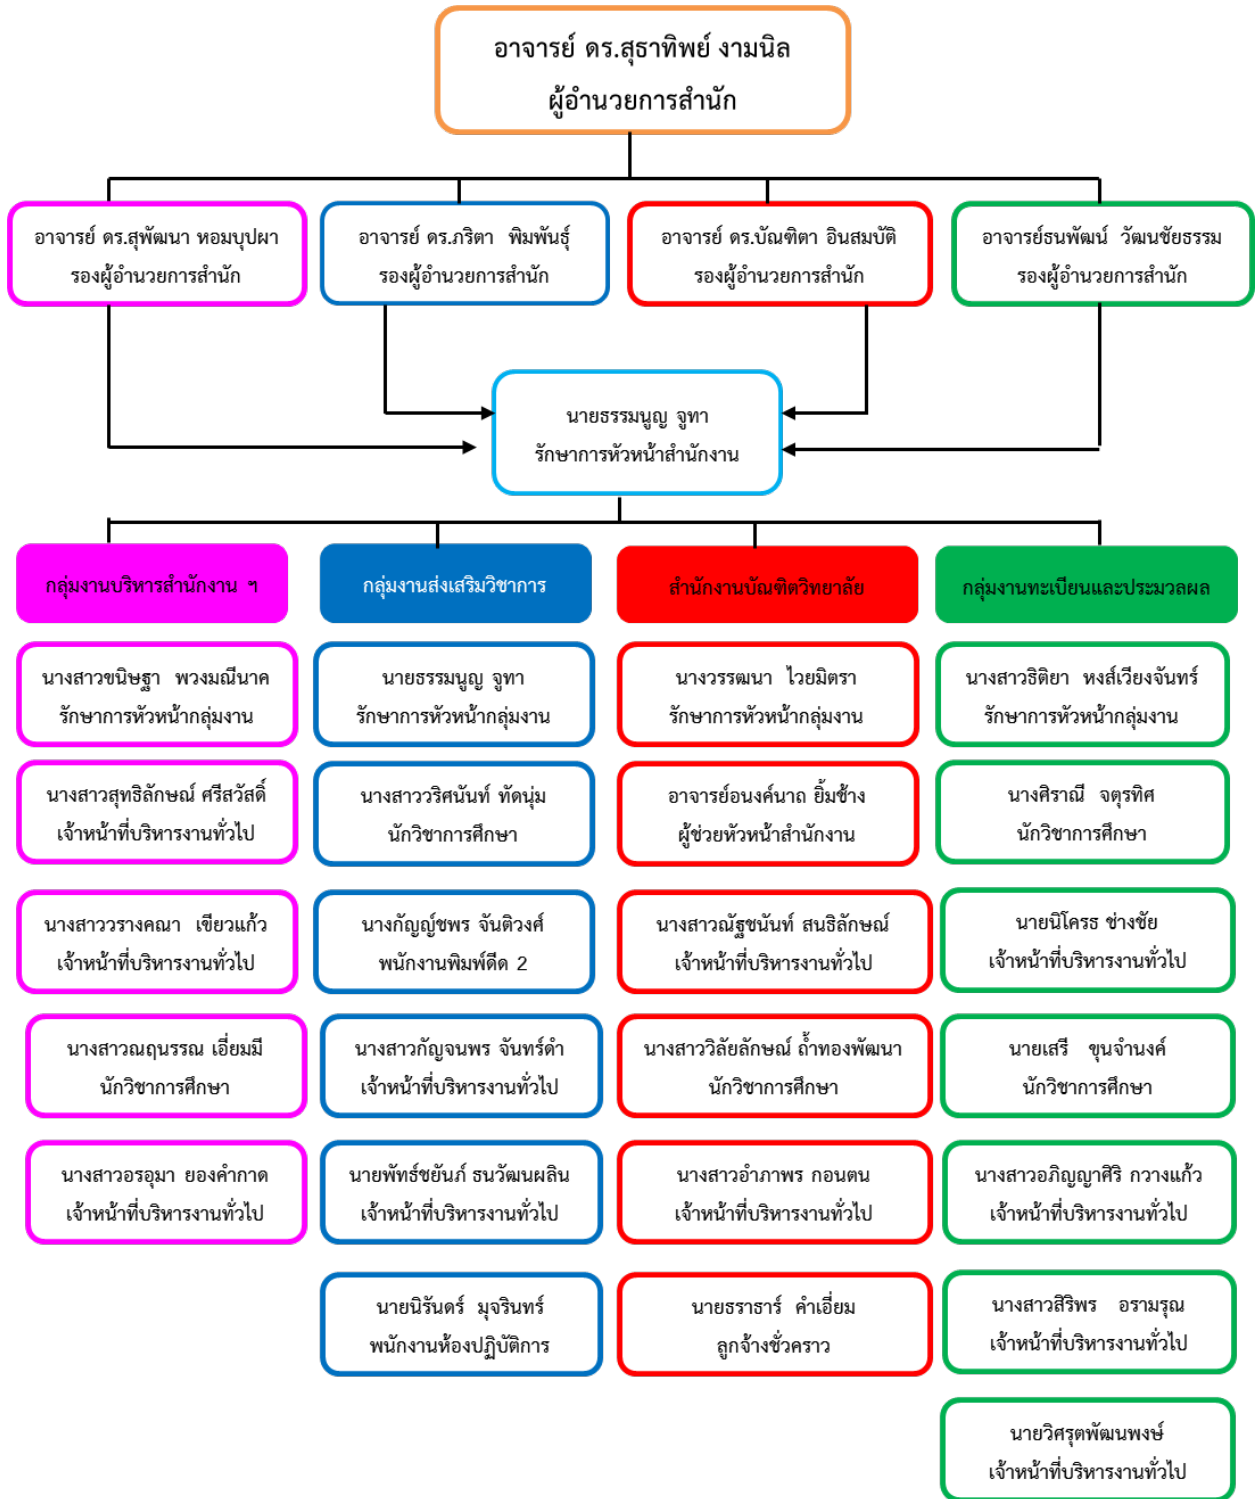 อาจารย์ ดร.สุธาทิพย์ งามนิล
ผู้อำนวยการสำนัก
อาจารย์ ดร.สุพัฒนา หอมบุปผา
รองผู้อำนวยการสำนัก
อาจารย์ ดร.ภริตา พิมพันธุ์
รองผู้อำนวยการสำนัก
อาจารย์ ดร.บัณฑิตา อินสมบัติ
รองผู้อำนวยการสำนัก
อาจารย์ธนพัฒน์ วัฒนชัยธรรม
รองผู้อำนวยการสำนัก
นายธรรมนูญ จูทา
รักษาการหัวหน้าสำนักงาน
กลุ่มงานบริหารสำนักงาน ฯ
นางสาวขนิษฐา พวงมณีนาค
รักษาการหัวหน้ากลุ่มงาน
นางสาวสุทธิลักษณ์ ศรีสวัสดิ์
เจ้าหน้าที่บริหารงานทั่วไป
นางสาววรางคณา เขียวแก้ว
เจ้าหน้าที่บริหารงานทั่วไป
นางสาวณฤนรรณ เอี่ยมมี
นักวิชาการศึกษา
นางสาวอรอุมา ยองคำกาด
เจ้าหน้าที่บริหารงานทั่วไป
กลุ่มงานส่งเสริมวิชาการ
นายธรรมนูญ จูทา
รักษาการหัวหน้ากลุ่มงาน
นางสาววริศนันท์ ทัดนุ่ม
นักวิชาการศึกษา
นางกัญญ์ชพร จันติวงศ์
พนักงานพิมพ์ดีด 2
นางสาวกัญจนพร จันทร์ดำ
เจ้าหน้าที่บริหารงานทั่วไป
นายพัทธ์ชยันภ์ ธนวัฒนผลิน
เจ้าหน้าที่บริหารงานทั่วไป
นายนิรันดร์ มุจรินทร์
พนักงานห้องปฏิบัติการ
สำนักงานบัณฑิตวิทยาลัย
นางวรรฒนา ไวยมิตรา
รักษาการหัวหน้ากลุ่มงาน
อาจารย์อนงค์นาถ ยิ้มช้าง
ผู้ช่วยหัวหน้าสำนักงาน
นางสาวณัฐชนันท์ สนธิลักษณ์
เจ้าหน้าที่บริหารงานทั่วไป
นางสาววิลัยลักษณ์ ถ้ำทองพัฒนา
นักวิชาการศึกษา
นางสาวอำภาพร กอนตน
เจ้าหน้าที่บริหารงานทั่วไป
นายธราธาร์ คำเอี่ยม
ลูกจ้างชั่วคราว
กลุ่มงานทะเบียนและประมวลผล
นางสาวธิติยา หงส์เวียงจันทร์
รักษาการหัวหน้ากลุ่มงาน
นางศิราณี จตุรทิศ
นักวิชาการศึกษา
นายนิโครธ ช่างชัย
เจ้าหน้าที่บริหารงานทั่วไป
นายเสรี ขุนจำนงค์
นักวิชาการศึกษา
นางสาวอภิญญาศิริ กวางแก้ว
เจ้าหน้าที่บริหารงานทั่วไป
นางสาวสิริพร อรามรุณ
เจ้าหน้าที่บริหารงานทั่วไป
นายวิศรุตพัฒนพงษ์
เจ้าหน้าที่บริหารงานทั่วไป